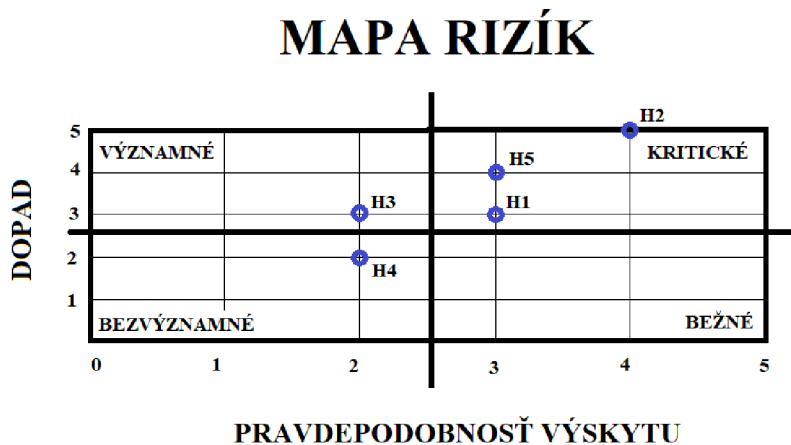 MAPA RIZÍK
H2
5
VÝZNAMNÉ
KRITICKÉ
H5
4
H3
H1
3
DOPAD
2
H4
1
BEZVÝZNAMNÉ
BEŽNÉ
0
1
2
3
4
5
PRAVDEPODOBNOSŤ VÝSKYTU